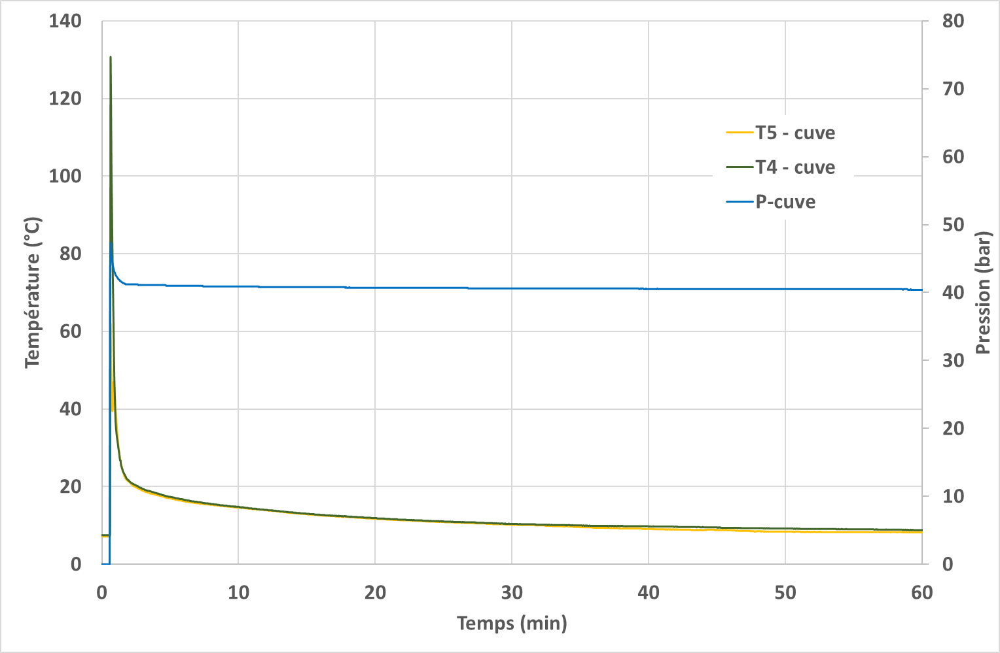 140
120
100
80
60
40
20
0
Température (°C)
80
70
60
50
40
30
20
10
0
Pression (bar)
T5 - cuve
T4 - cuve
P-cuve
0 10 20 30 40 50 60
Temps (min)